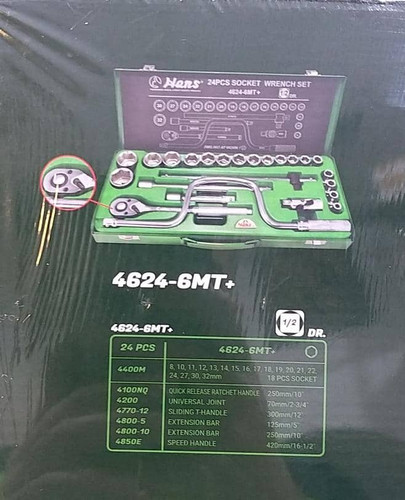 Hans 24PCS SOCKET WRENCH SET
4624-6MT+ 1/2 DR.
4624-6MT+
4624-6MT+ 1/2 DR.
24 PCS 4624-6MT+
4400M 8, 10, 11, 12, 13, 14, 15, 16, 17, 18, 19, 20, 21, 22,
24, 27, 30, 32mm 18 PCS SOCKET
4100NQ QUICK RELEASE RATCHET HANDLE 250mm/10"
4200 UNIVERSAL JOINT 70mm/2-3/4"
4770-12 SLIDING T-HANDLE 300mm/12"
4800-5 EXTENSION BAR 125mm/5"
4800-10 EXTENSION BAR 250mm/10"
4850E SPEED HANDLE 420mm/16-1/2"